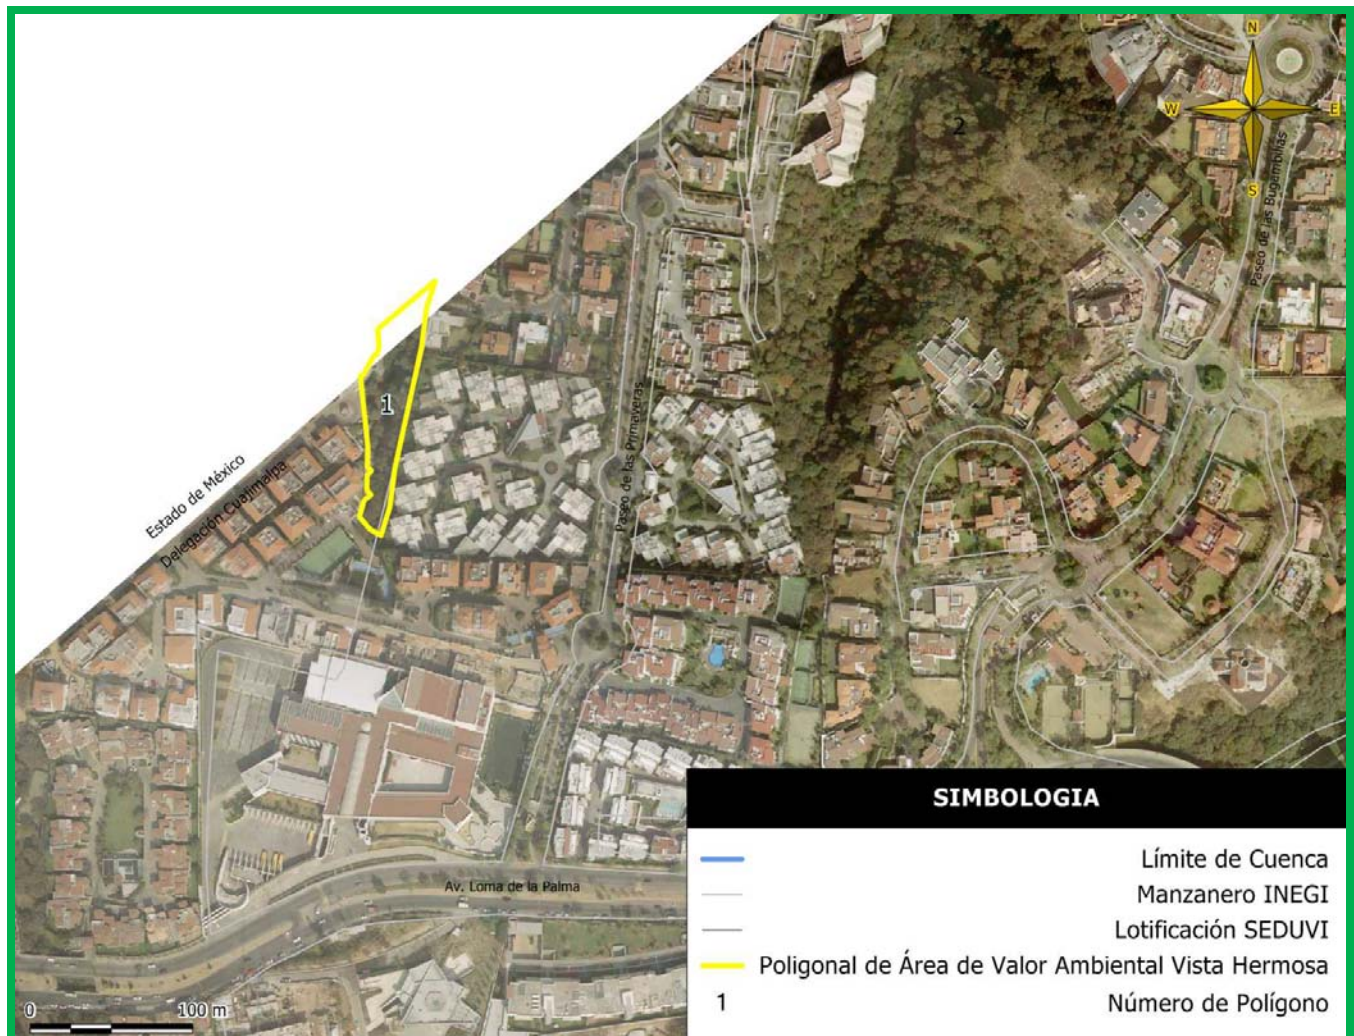 N
W
E
S
2
Paseo de las Bugambilias
1
Paseo de las Primaveras
Estado de México
Delegación Cuajimalpa
Av. Loma de la Palma
0
100 m
SIMBOLOGIA
Límite de Cuenca
Manzanero INEGI
Lotificación SEDUVI
Poligonal de Área de Valor Ambiental Vista Hermosa
1 Número de Polígono